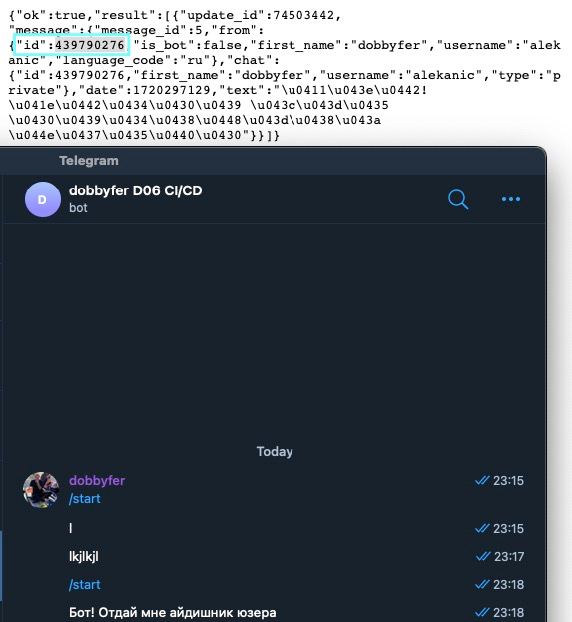 {"ok":true,"result":[{"update_id":74503442,
"message":{"message_id":5,"from":
{"id":439790276,"is_bot":false,"first_name":"dobbyfer","username":"alek
anic","language_code":"ru"},"chat":
{"id":439790276,"first_name":"dobbyfer","username":"alekanic","type":"p
rivate"},"date":1720297129,"text":"\u0411\u043e\u0442!
\u041e\u0442\u0434\u0430\u0439 \u043c\u043d\u0435
\u0430\u0439\u0434\u0438\u0448\u043d\u0438\u043a
\u044e\u0437\u0435\u0440\u0430"}}]}
Telegram
D
dobbyfer D06 CI/CD
bot
Today
dobbyfer 23:15
/start
l 23:15
lkjlkjl 23:17
/start 23:18
Бот! Отдай мне айдишник юзера 23:18